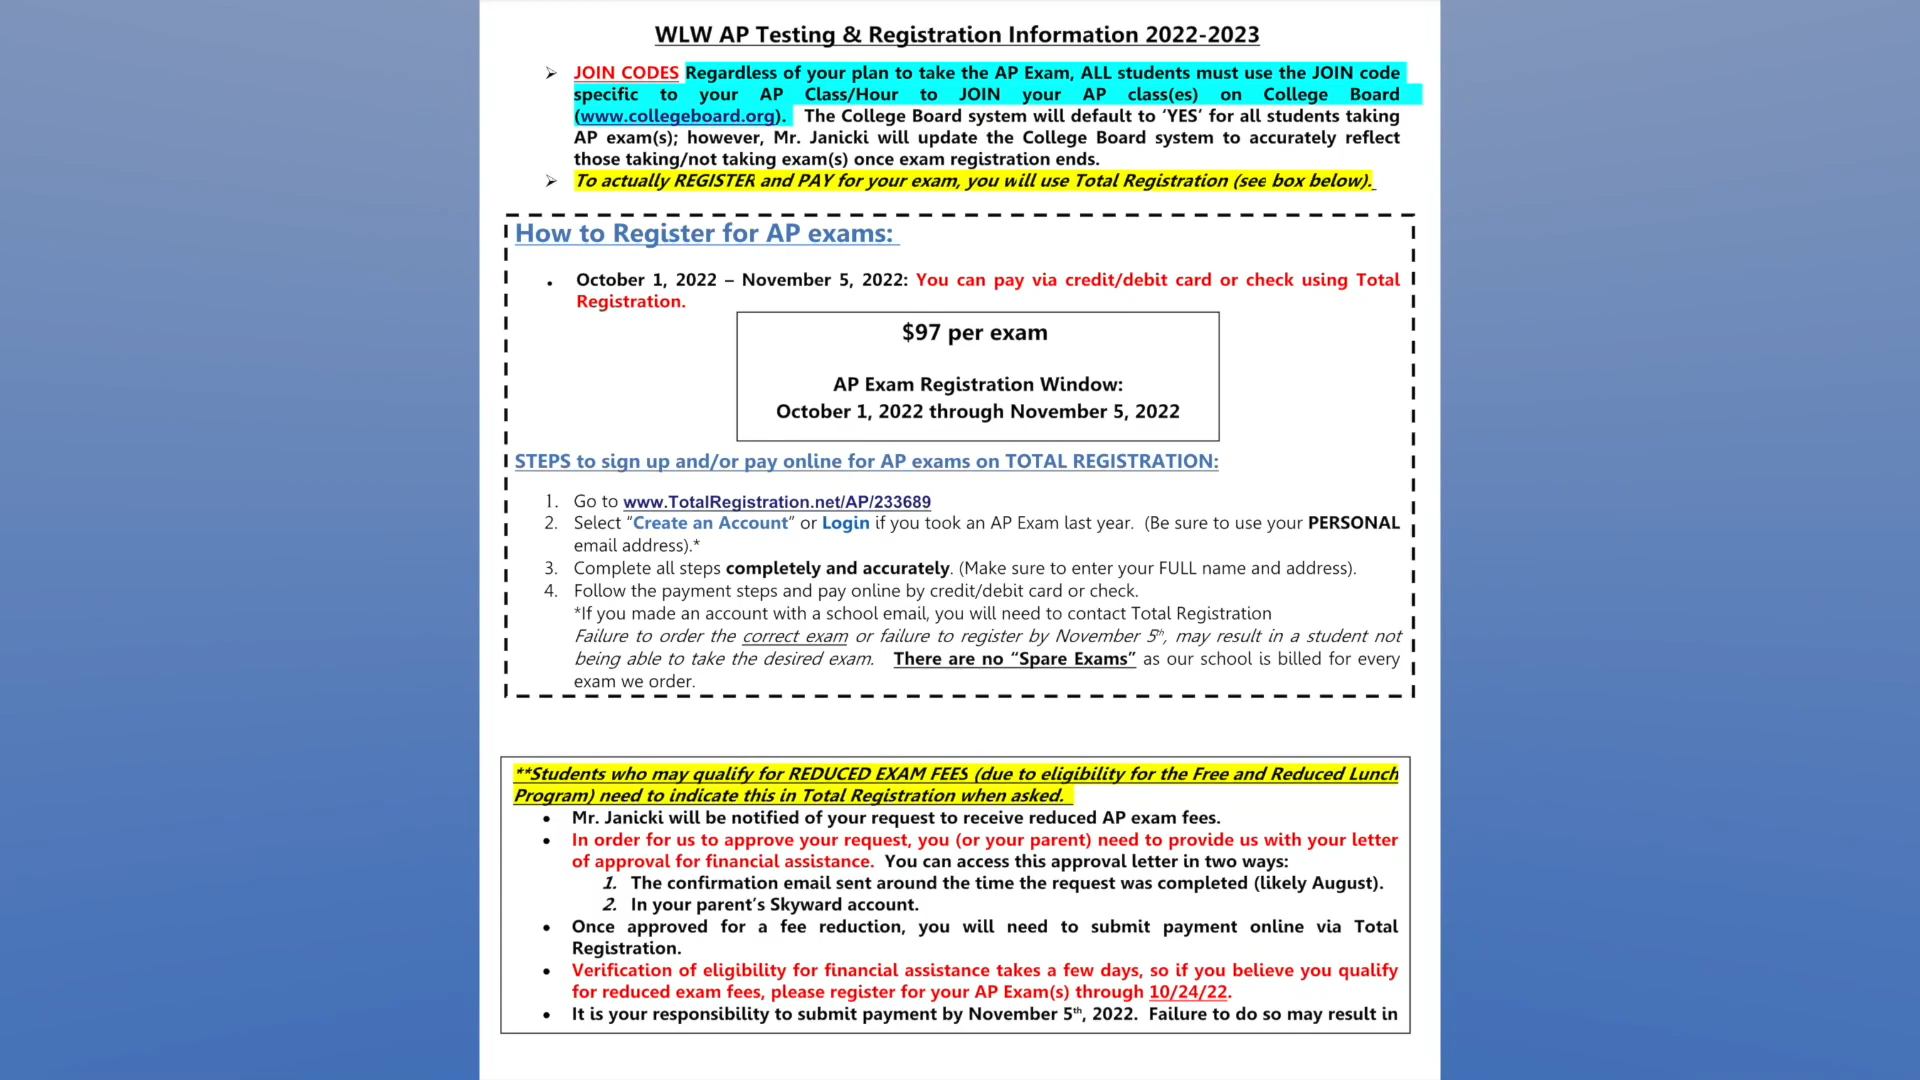 WLW AP Testing & Registration Information 2022-2023
➢ JOIN CODES Regardless of your plan to take the AP Exam, ALL students must use the JOIN code
specific to your AP Class/Hour to JOIN your AP class(es) on College Board
(www.collegeboard.org). The College Board system will default to ‘YES’ for all students taking
AP exam(s); however, Mr. Janicki will update the College Board system to accurately reflect
those taking/not taking exam(s) once exam registration ends.
➢ To actually REGISTER and PAY for your exam, you will use Total Registration (see box below).
How to Register for AP exams:
• October 1, 2022 – November 5, 2022: You can pay via credit/debit card or check using Total
Registration.
$97 per exam
AP Exam Registration Window:
October 1, 2022 through November 5, 2022
STEPS to sign up and/or pay online for AP exams on TOTAL REGISTRATION:
1. Go to www.TotalRegistration.net/AP/233689
2. Select “Create an Account” or Login if you took an AP Exam last year. (Be sure to use your PERSONAL
email address).*
3. Complete all steps completely and accurately. (Make sure to enter your FULL name and address).
4. Follow the payment steps and pay online by credit/debit card or check.
*If you made an account with a school email, you will need to contact Total Registration
Failure to order the correct exam or failure to register by November 5th, may result in a student not
being able to take the desired exam. There are no “Spare Exams” as our school is billed for every
exam we order.
**Students who may qualify for REDUCED EXAM FEES (due to eligibility for the Free and Reduced Lunch
Program) need to indicate this in Total Registration when asked.
• Mr. Janicki will be notified of your request to receive reduced AP exam fees.
• In order for us to approve your request, you (or your parent) need to provide us with your letter
of approval for financial assistance. You can access this approval letter in two ways:
1. The confirmation email sent around the time the request was completed (likely August).
2. In your parent’s Skyward account.
• Once approved for a fee reduction, you will need to submit payment online via Total
Registration.
• Verification of eligibility for financial assistance takes a few days, so if you believe you qualify
for reduced exam fees, please register for your AP Exam(s) through 10/24/22.
• It is your responsibility to submit payment by November 5th, 2022. Failure to do so may result in